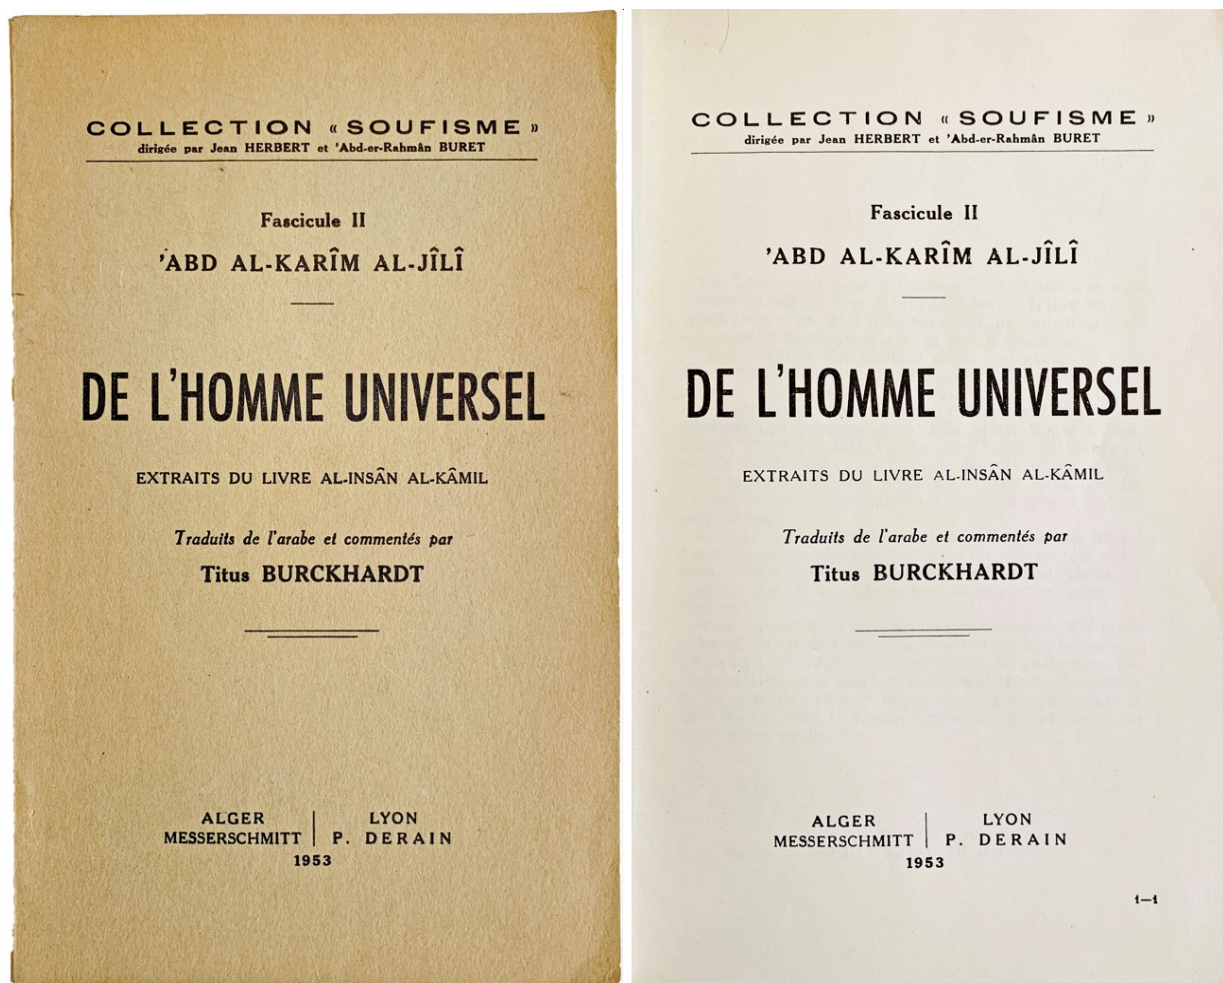 COLLECTION « SOUFISME »
dirigée par Jean HERBERT et 'Abd-er-Rahmân BURET
Fascicule II
'ABD AL-KARÎM AL-JÎLÎ
DE L'HOMME UNIVERSEL
EXTRAITS DU LIVRE AL-INSÂN AL-KÂMIL
Traduits de l'arabe et commentés par
Titus BURCKHARDT
ALGER
MESSERSCHMITT
LYON
P. DERAIN
1953
COLLECTION « SOUFISME »
dirigée par Jean HERBERT et 'Abd-er-Rahmân BURET
Fascicule II
'ABD AL-KARÎM AL-JÎLÎ
DE L'HOMME UNIVERSEL
EXTRAITS DU LIVRE AL-INSÂN AL-KÂMIL
Traduits de l'arabe et commentés par
Titus BURCKHARDT
ALGER
MESSERSCHMITT
LYON
P. DERAIN
1953
1—1